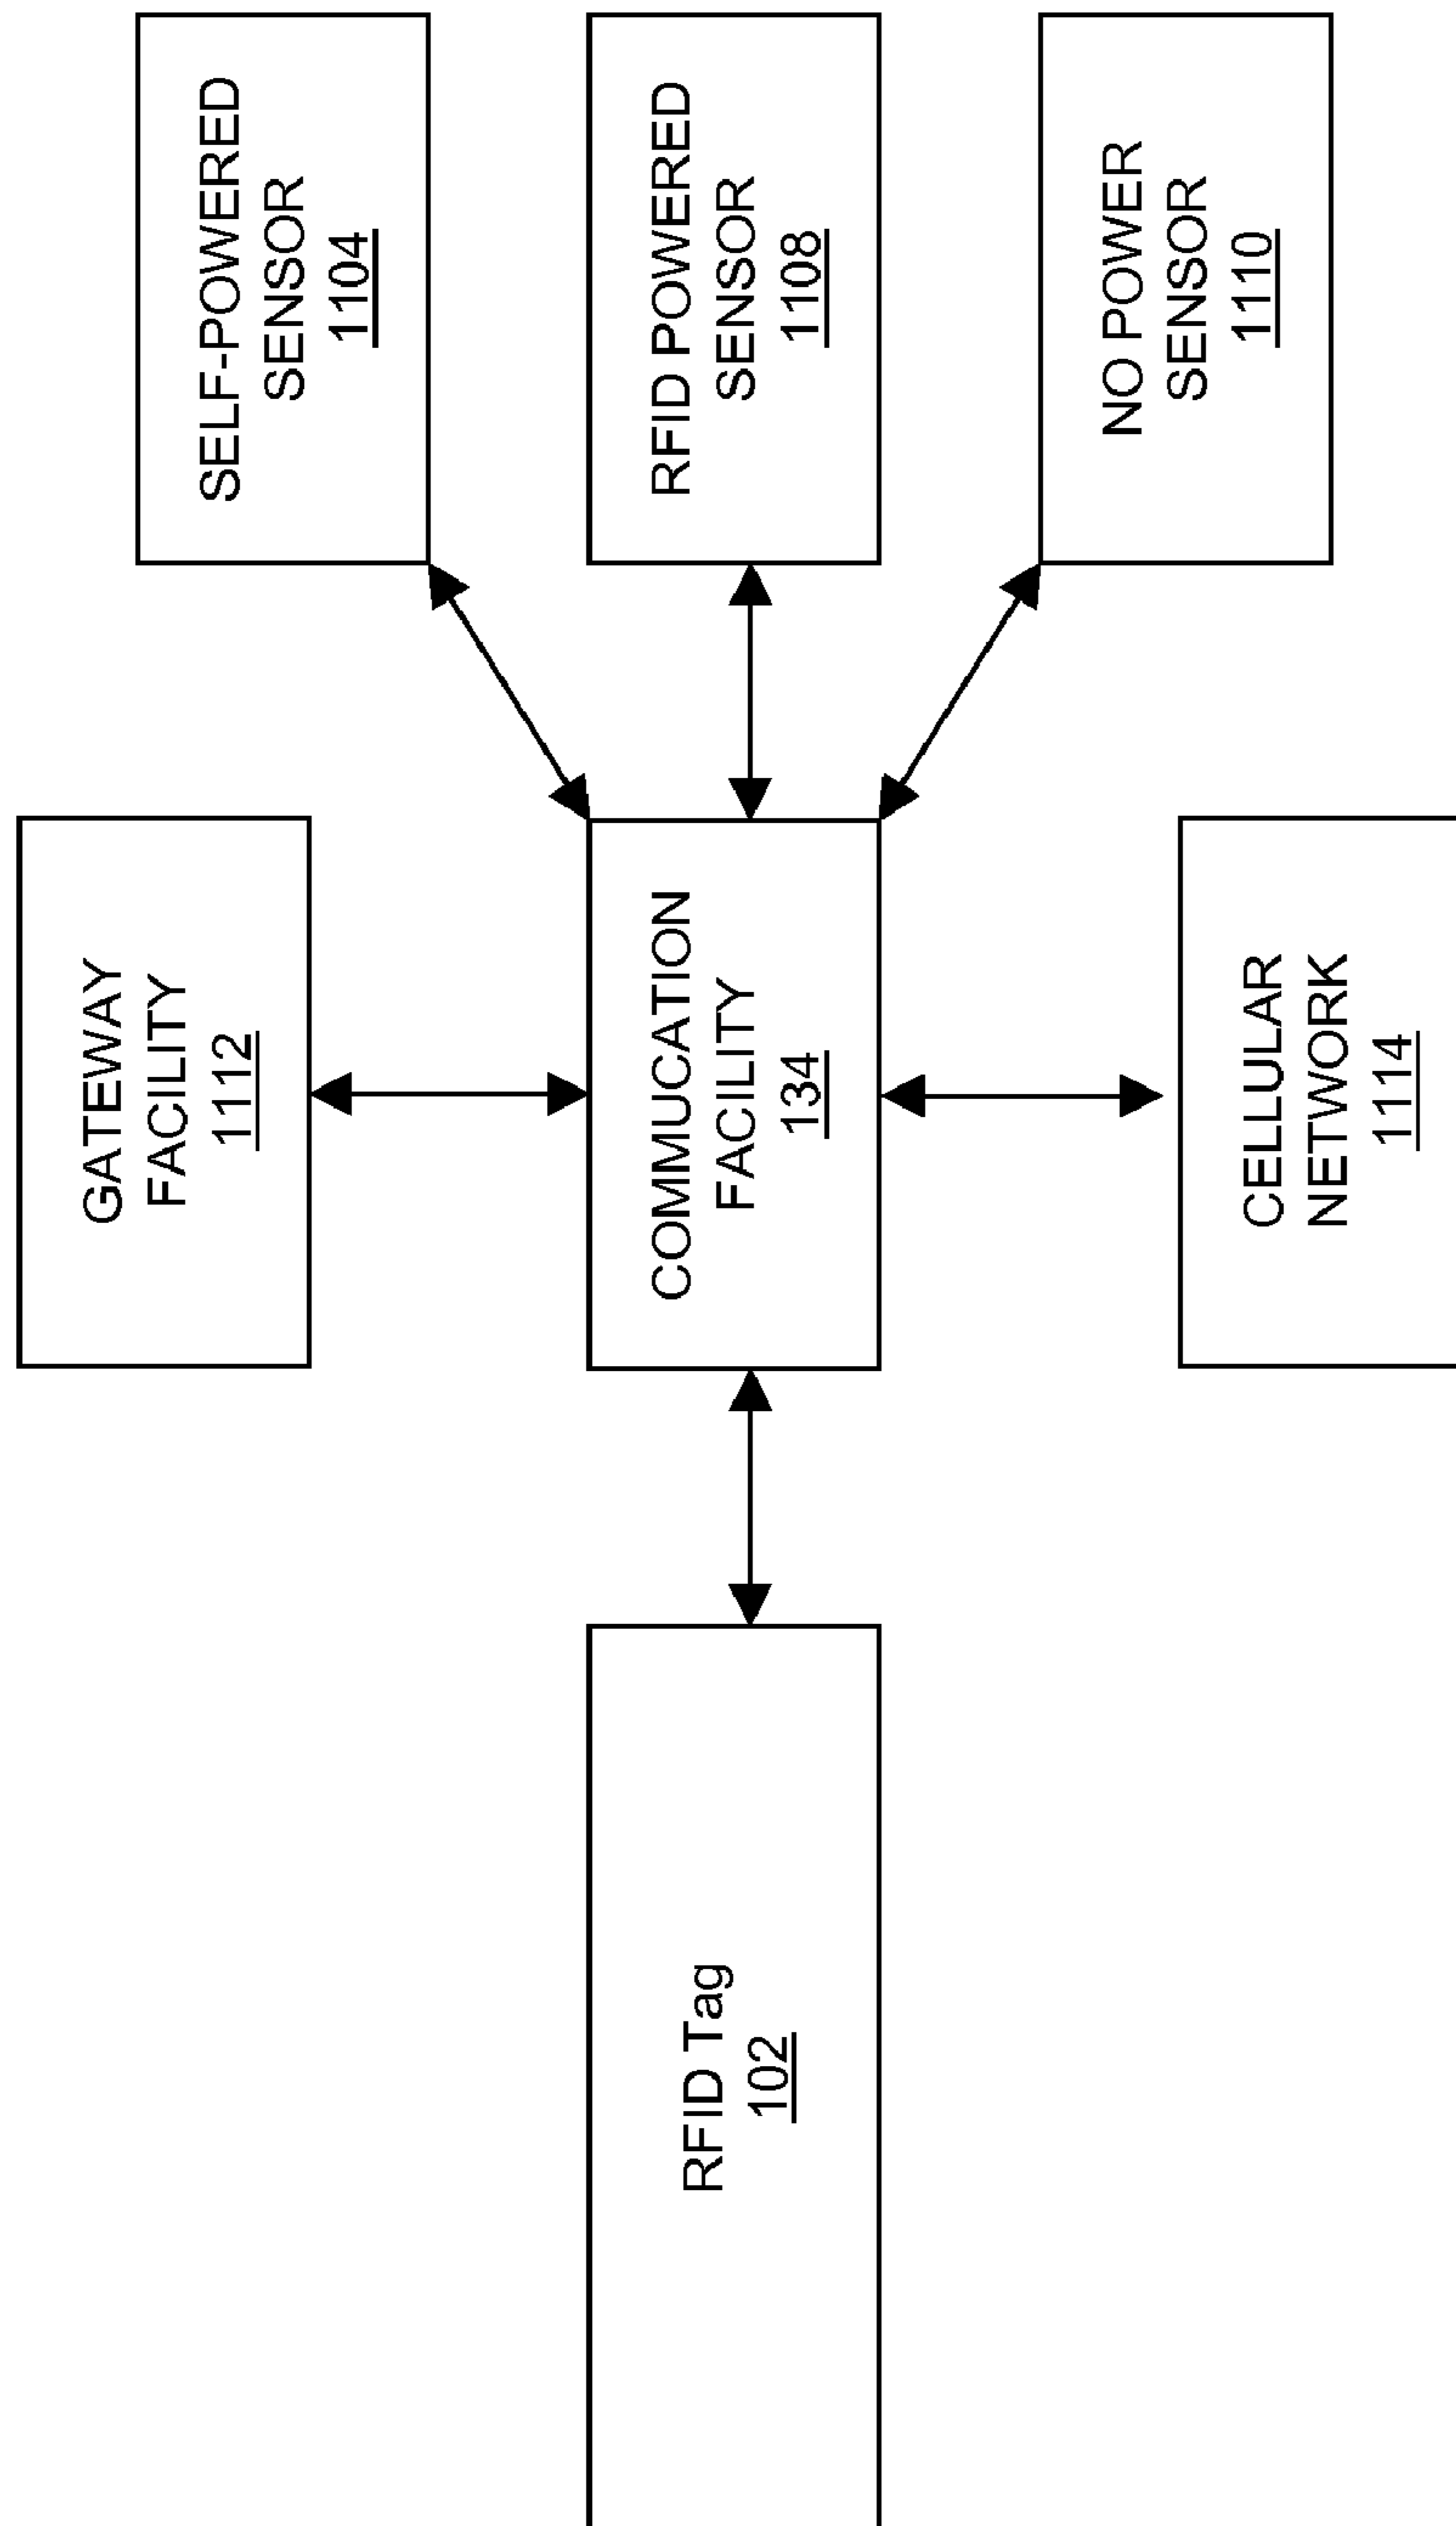 GATEWAY
FACILITY
1112
SELF-POWERED
SENSOR
1104
RFID Tag
102
COMMUCATION
FACILITY
134
RFID POWERED
SENSOR
1108
NO POWER
SENSOR
1110
CELLULAR
NETWORK
1114